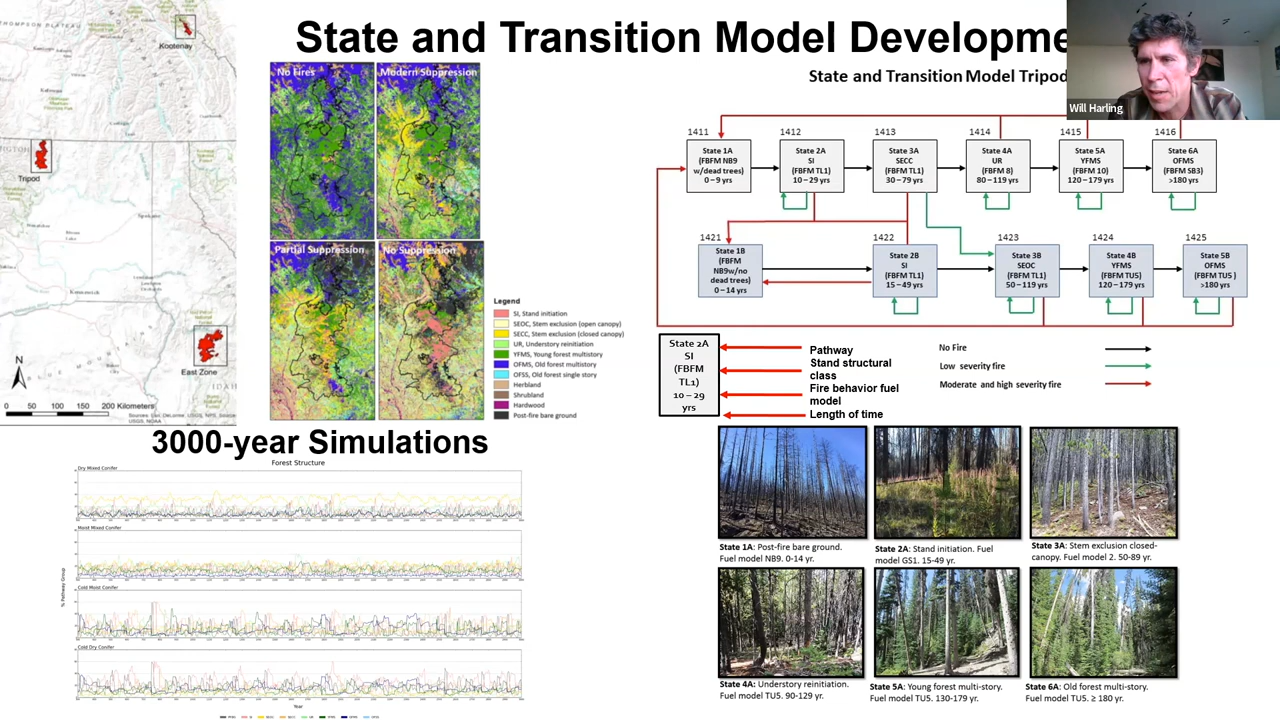 State and Transition Model Developme
State and Transition Model Tripod
Will Harling
Kootenay
Tripod
East Zone
IDAH
N
0 50 100 200 Kilometers
No Fires
Modern Suppression
Partial Suppression
No Suppression
Legend
SI, Stand initiation
SEOC, Stem exclusion (open canopy)
SECC, Stem exclusion (closed canopy)
UR, Understory reinitiation
YFMS, Young forest multistory
OFMS, Old forest multistory
OFSS, Old forest single story
Herbland
Shrubland
Hardwood
Post-fire bare ground
1411
State 1A
(FBFM NB9
w/dead trees)
0 – 9 yrs
1412
State 2A
SI
(FBFM TL1)
10 – 29 yrs
1413
State 3A
SECC
(FBFM TL1)
30 – 79 yrs
1414
State 4A
UR
(FBFM 8)
80 – 119 yrs
1415
State 5A
YFMS
(FBFM 10)
120 – 179 yrs
1416
State 6A
OFMS
(FBFM SB3)
>180 yrs
1421
State 1B
(FBFM
NB9w/no
dead trees)
0 – 14 yrs
1422
State 2B
SI
(FBFM TL1)
15 – 49 yrs
1423
State 3B
SEOC
(FBFM TL1)
50 – 119 yrs
1424
State 4B
YFMS
(FBFM TU5)
120 – 179 yrs
1425
State 5B
OFMS
(FBFM TU5 )
>180 yrs
State 2A
SI
(FBFM
TL1)
10 – 29
yrs
Pathway
Stand structural
class
Fire behavior fuel
model
Length of time
No Fire
Low severity fire
Moderate and high severity fire
3000-year Simulations
Forest Structure
Dry Mixed Conifer
Moist Mixed Conifer
Cold Moist Conifer
Cold Dry Conifer
% Pathway Group
Year
State 1A: Post-fire bare ground.
Fuel model NB9. 0-14 yr.
State 2A: Stand initiation. Fuel
model GS1. 15-49 yr.
State 3A: Stem exclusion closed-
canopy. Fuel model 2. 50-89 yr.
State 4A: Understory reinitiation.
Fuel model TU5. 90-129 yr.
State 5A: Young forest multi-story.
Fuel model TU5. 130-179 yr.
State 6A: Old forest multi-story.
Fuel model TU5. ≥ 180 yr.